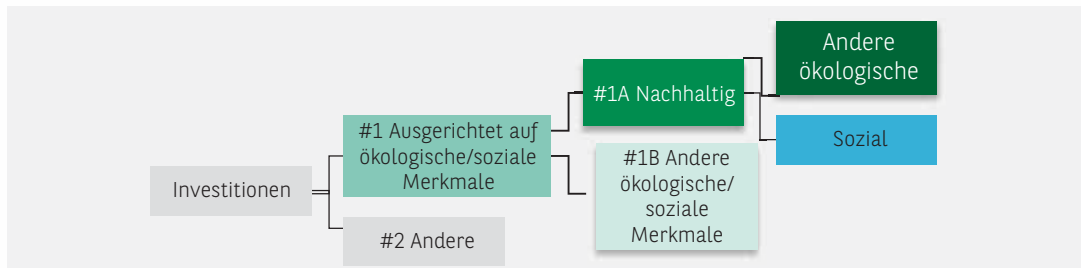 Investitionen
#1 Ausgerichtet auf
ökologische/soziale
Merkmale
#2 Andere
#1A Nachhaltig
#1B Andere
ökologische/
soziale
Merkmale
Andere
ökologische
Sozial